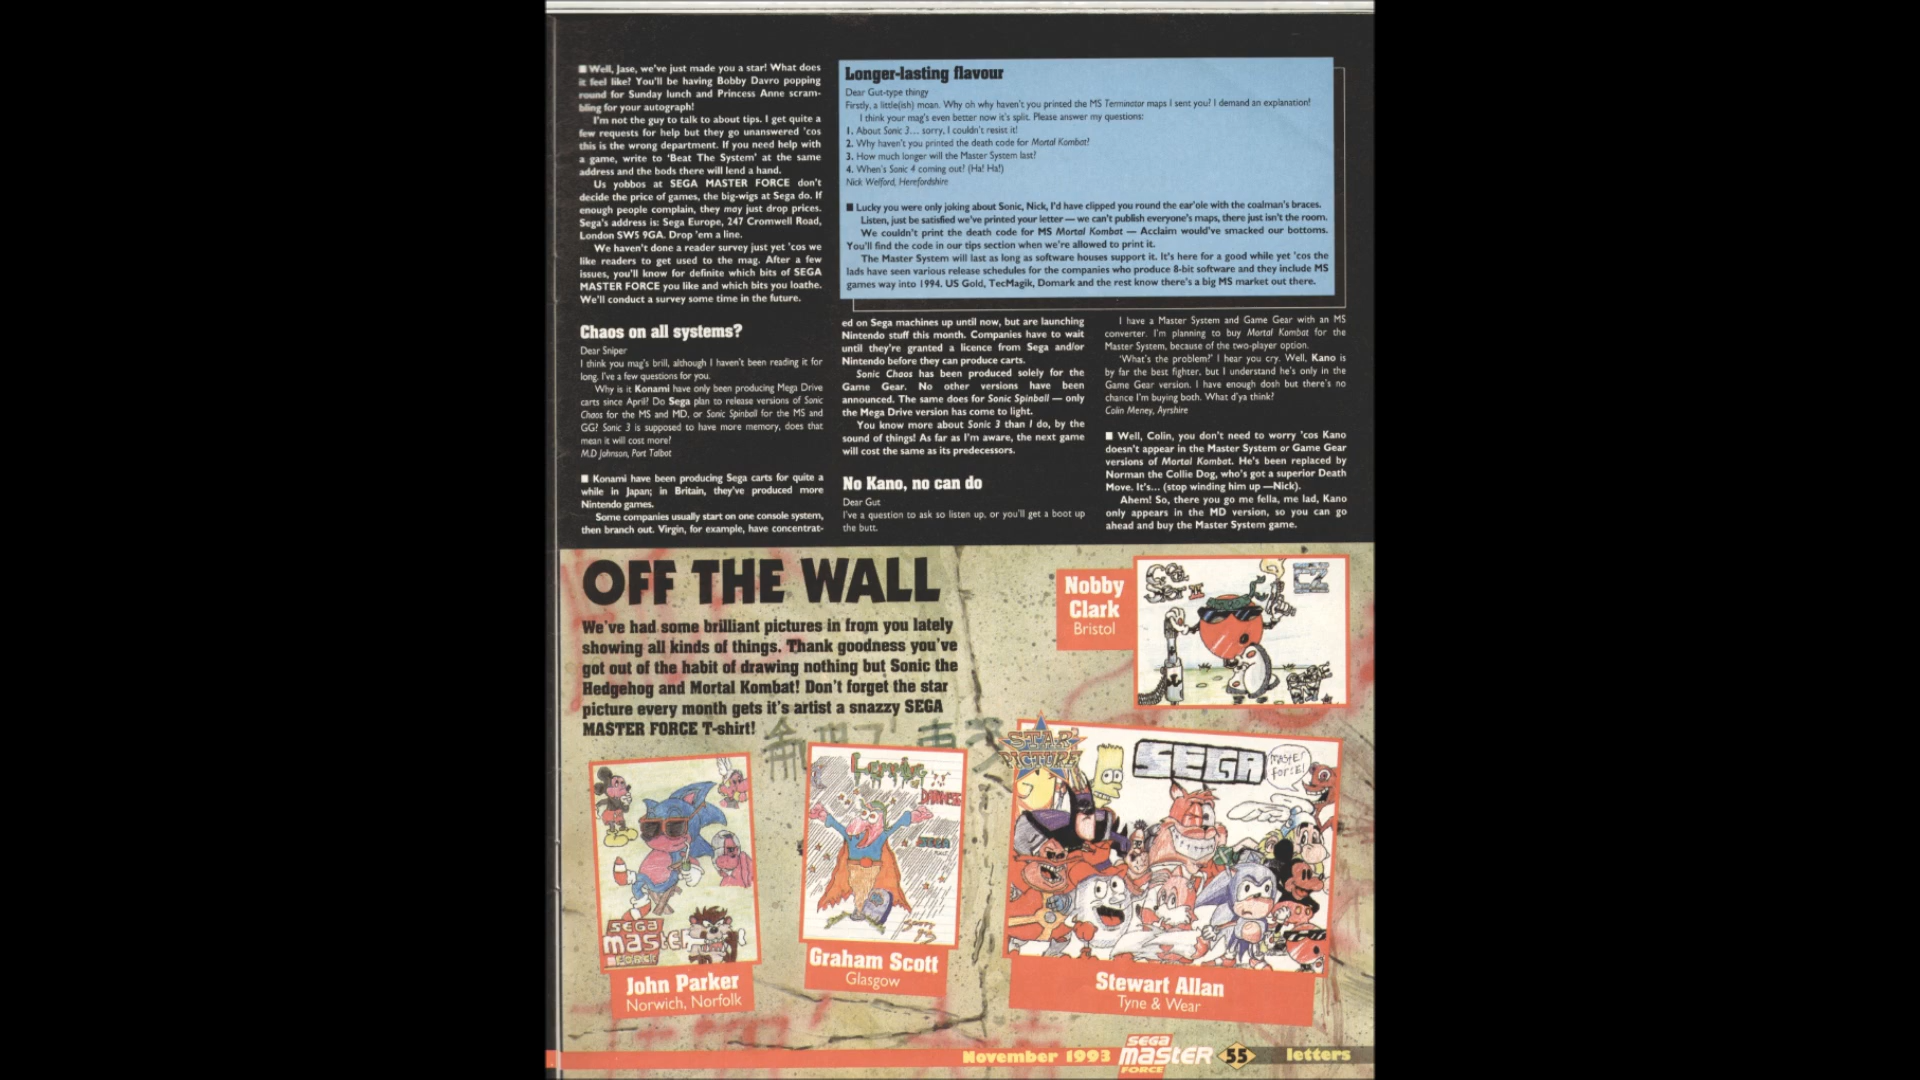 ■ Well, Jase, we've just made you a star! What does
it feel like? You'll be having Bobby Davro popping
round for Sunday lunch and Princess Anne scram-
bling for your autograph!
I'm not the guy to talk to about tips. I get quite a
few requests for help but they go unanswered 'cos
this is the wrong department. If you need help with
a game, write to 'Beat The System' at the same
address and the bods there will lend a hand.
Us yobbos at SEGA MASTER FORCE don't
decide the price of games, the big-wigs at Sega do. If
enough people complain, they may just drop prices.
Sega's address is: Sega Europe, 247 Cromwell Road,
London SW5 9GA. Drop 'em a line.
We haven't done a reader survey just yet 'cos we
like readers to get used to the mag. After a few
issues, you'll know for definite which bits of SEGA
MASTER FORCE you like and which bits you loathe.
We'll conduct a survey some time in the future.
Longer-lasting flavour
Dear Gut-type thingy
Firstly, a little(ish) moan. Why oh why haven't you printed the MS Terminator maps I sent you? I demand an explanation!
I think your mag's even better now it's split. Please answer my questions:
1. About Sonic 3... sorry, I couldn't resist it!
2. Why haven't you printed the death code for Mortal Kombat?
3. How much longer will the Master System last?
4. When's Sonic 4 coming out? (Ha! Ha!)
Nick Welford, Herefordshire
■ Lucky you were only joking about Sonic, Nick, I'd have clipped you round the ear'ole with the coalman's braces.
Listen, just be satisfied we've printed your letter — we can't publish everyone's maps, there just isn't the room.
We couldn't print the death code for MS Mortal Kombat — Acclaim would've smacked our bottoms.
You'll find the code in our tips section when we're allowed to print it.
The Master System will last as long as software houses support it. It's here for a good while yet 'cos the
lads have seen various release schedules for the companies who produce 8-bit software and they include MS
games way into 1994. US Gold, TecMagik, Domark and the rest know there's a big MS market out there.
Chaos on all systems?
Dear Sniper
I think you mag's brill, although I haven't been reading it for
long. I've a few questions for you.
Why is it Konami have only been producing Mega Drive
carts since April? Do Sega plan to release versions of Sonic
Chaos for the MS and MD, or Sonic Spinball for the MS and
GG? Sonic 3 is supposed to have more memory, does that
mean it will cost more?
M.D Johnson, Port Talbot
■ Konami have been producing Sega carts for quite a
while in Japan; in Britain, they've produced more
Nintendo games.
Some companies usually start on one console system,
then branch out. Virgin, for example, have concentrat-
ed on Sega machines up until now, but are launching
Nintendo stuff this month. Companies have to wait
until they're granted a licence from Sega and/or
Nintendo before they can produce carts.
Sonic Chaos has been produced solely for the
Game Gear. No other versions have been
announced. The same does for Sonic Spinball — only
the Mega Drive version has come to light.
You know more about Sonic 3 than I do, by the
sound of things! As far as I'm aware, the next game
will cost the same as its predecessors.
No Kano, no can do
Dear Gut
I've a question to ask so listen up, or you'll get a boot up
the butt.
I have a Master System and Game Gear with an MS
converter. I'm planning to buy Mortal Kombat for the
Master System, because of the two-player option.
'What's the problem?' I hear you cry. Well, Kano is
by far the best fighter, but I understand he's only in the
Game Gear version. I have enough dosh but there's no
chance I'm buying both. What d'ya think?
Colin Meney, Ayrshire
■ Well, Colin, you don't need to worry 'cos Kano
doesn't appear in the Master System or Game Gear
versions of Mortal Kombat. He's been replaced by
Norman the Collie Dog, who's got a superior Death
Move. It's... (stop winding him up —Nick).
Ahem! So, there you go me fella, me lad, Kano
only appears in the MD version, so you can go
ahead and buy the Master System game.
OFF THE WALL
We've had some brilliant pictures in from you lately
showing all kinds of things. Thank goodness you've
got out of the habit of drawing nothing but Sonic the
Hedgehog and Mortal Kombat! Don't forget the star
picture every month gets it's artist a snazzy SEGA
MASTER FORCE T-shirt!
Nobby
Clark
Bristol
STAR
PICTURE
SEGA
MASTER
FORCE!
SEGA
MASTER
FORCE
John Parker
Norwich, Norfolk
SEGA
Graham Scott
Glasgow
Stewart Allan
Tyne & Wear
November 1993
SEGA
MASTER
FORCE
55
letters